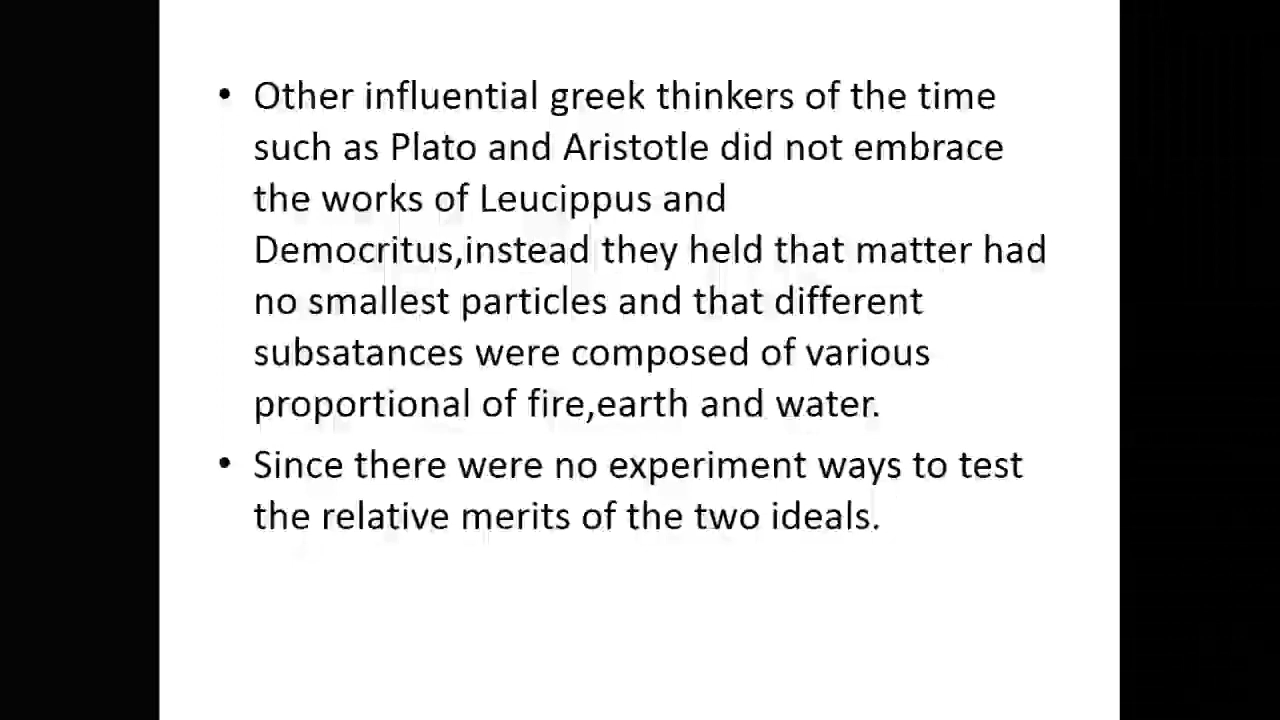 • Other influential greek thinkers of the time
such as Plato and Aristotle did not embrace
the works of Leucippus and
Democritus,instead they held that matter had
no smallest particles and that different
subsatances were composed of various
proportional of fire,earth and water.
• Since there were no experiment ways to test
the relative merits of the two ideals.